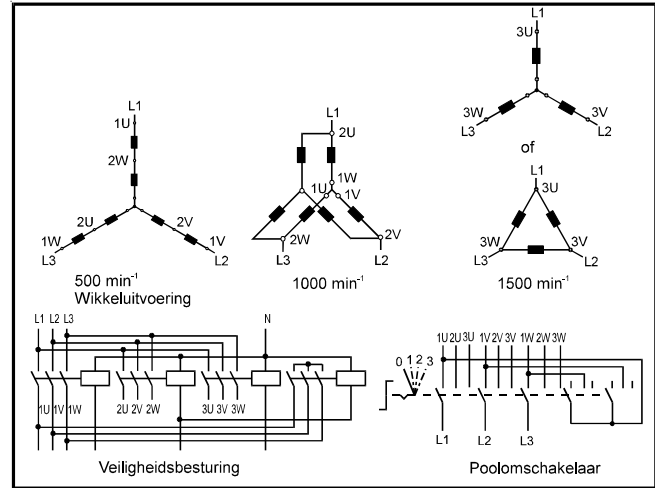 L1
3U
3W
3V
L3
L2
of
L1
1U
2W
2U
2V
1W
1V
L3
L2
500 min⁻¹
Wikkeluitvoering
L1
2U
1W
1U
1V
2W
2V
L3
L2
1000 min⁻¹
L1
3U
3W
3V
L3
L2
1500 min⁻¹
L1 L2 L3 N
1U 1V 1W 2U 2V 2W 3U 3V 3W
Veiligheidsbesturing
1U 2U 3U 1V 2V 3V 1W 2W 3W
0 1 2 3
L1 L2 L3
Poolomschakelaar